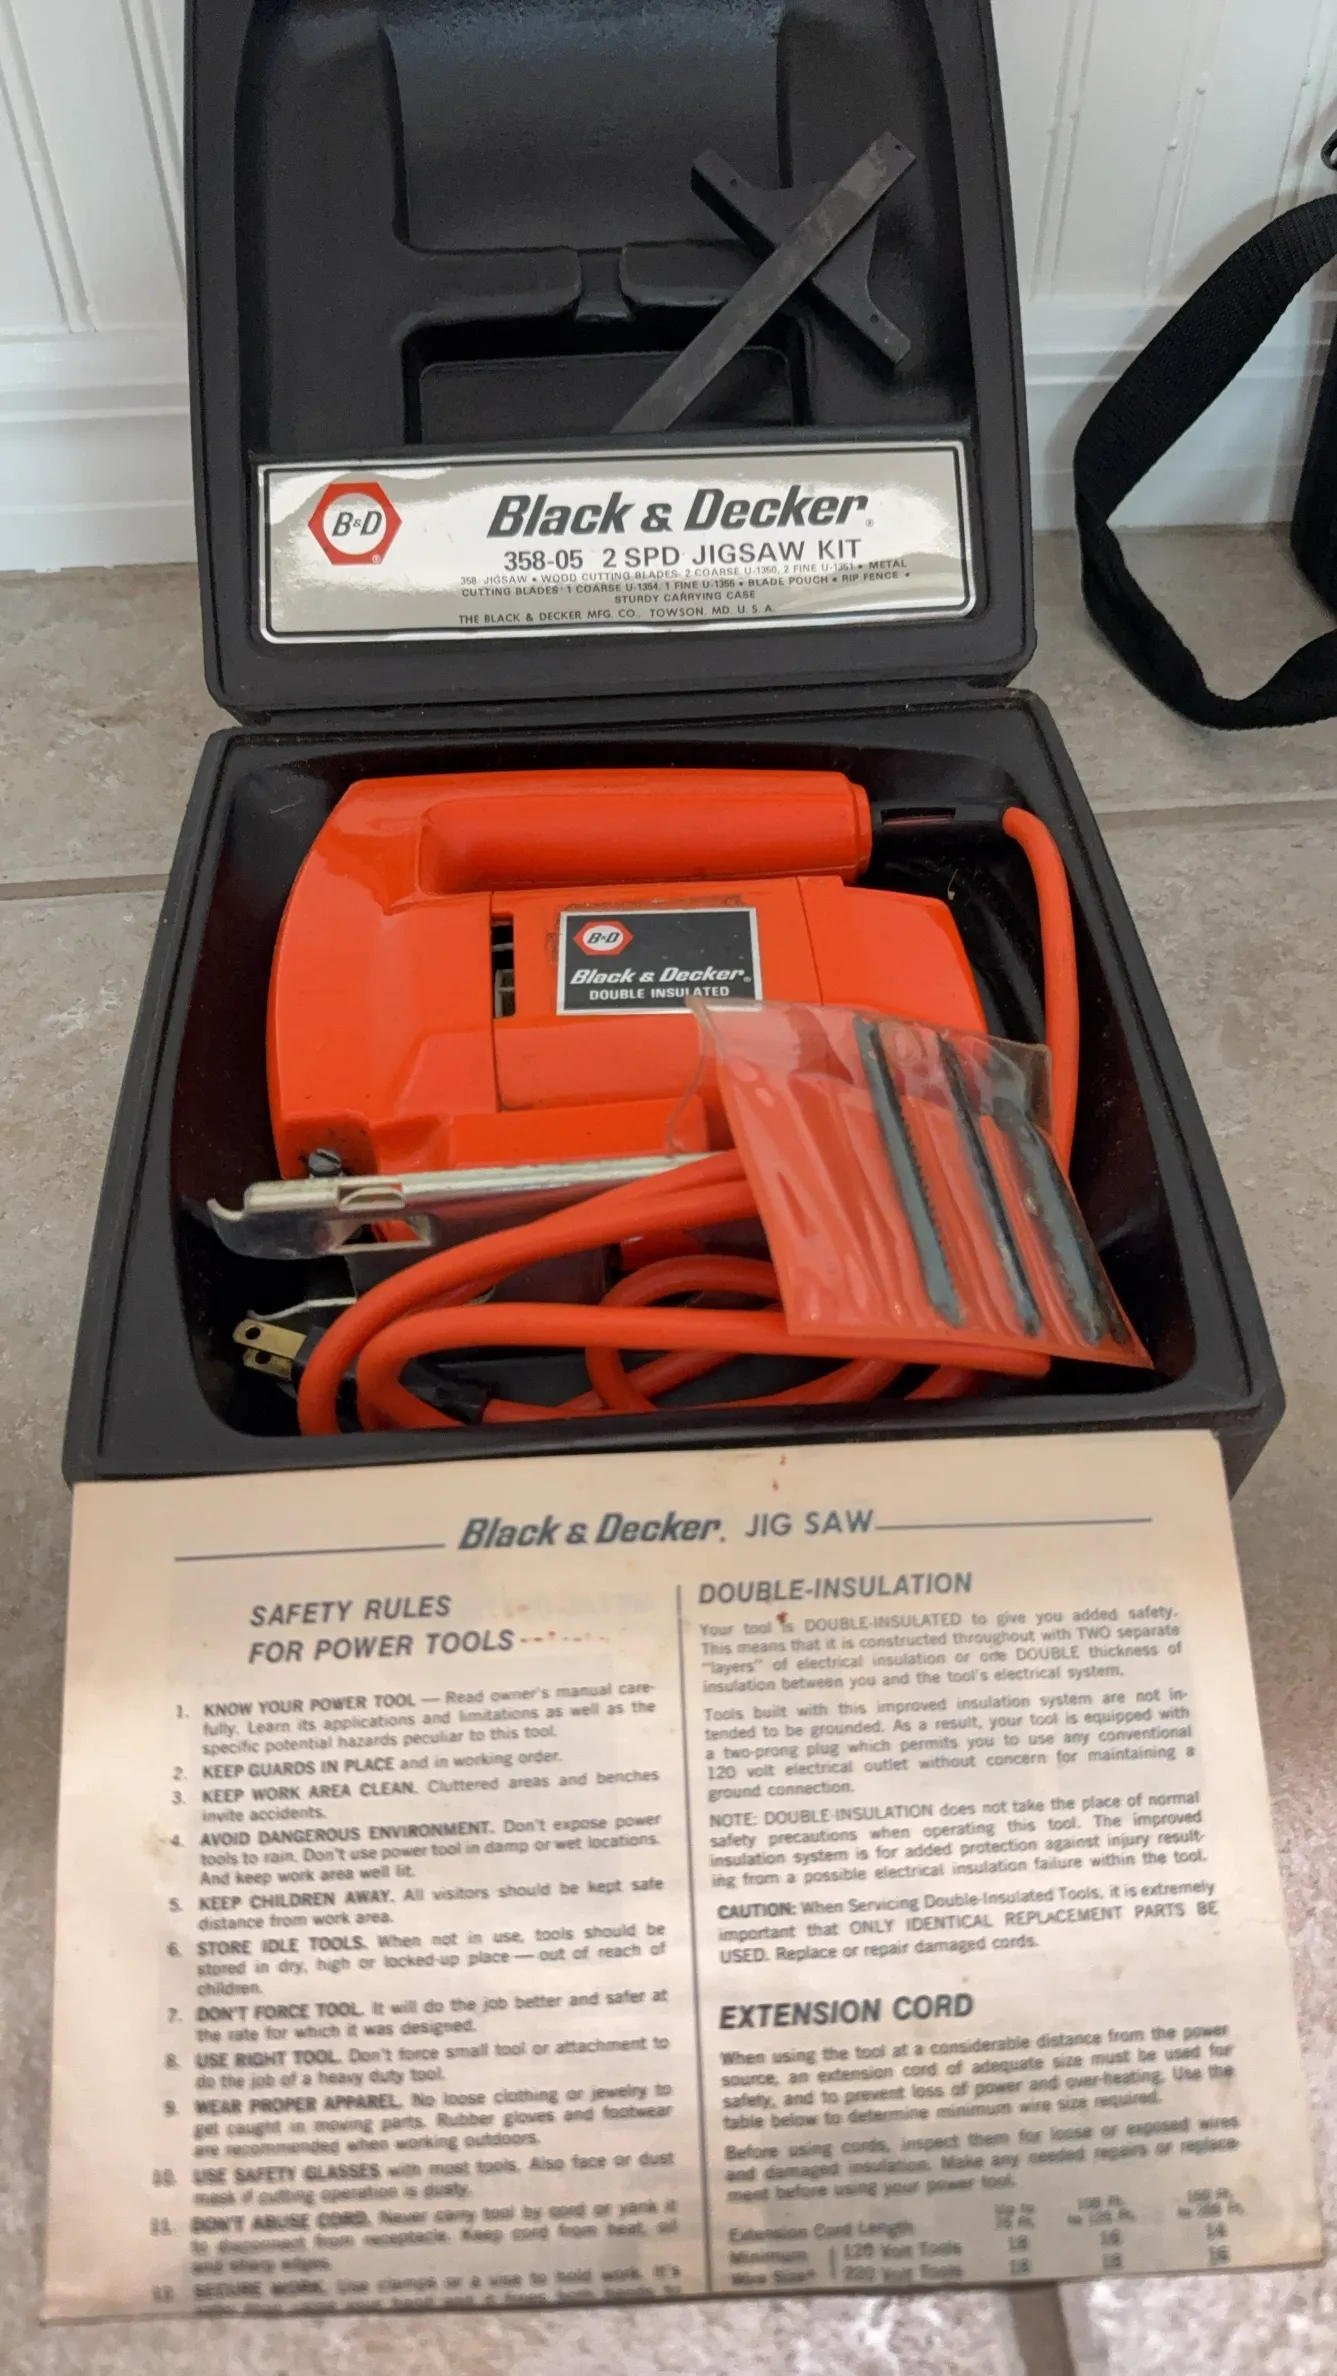 B&D
Black & Decker®
358-05 2 SPD JIGSAW KIT
358 JIGSAW • WOOD CUTTING BLADES: 2 COARSE U-1350, 2 FINE U-1351 • METAL
CUTTING BLADES: 1 COARSE U-1354, 1 FINE U-1355 • BLADE POUCH • RIP FENCE •
STURDY CARRYING CASE
THE BLACK & DECKER MFG. CO., TOWSON, MD. U.S.A.
B&D
Black & Decker®
DOUBLE INSULATED
Black & Decker. JIG SAW
SAFETY RULES
FOR POWER TOOLS
1. KNOW YOUR POWER TOOL — Read owner's manual care-
fully. Learn its applications and limitations as well as the
specific potential hazards peculiar to this tool.
2. KEEP GUARDS IN PLACE and in working order.
3. KEEP WORK AREA CLEAN. Cluttered areas and benches
invite accidents.
4. AVOID DANGEROUS ENVIRONMENT. Don't expose power
tools to rain. Don't use power tool in damp or wet locations.
And keep work area well lit.
5. KEEP CHILDREN AWAY. All visitors should be kept safe
distance from work area.
6. STORE IDLE TOOLS. When not in use, tools should be
stored in dry, high or locked-up place — out of reach of
children.
7. DON'T FORCE TOOL. It will do the job better and safer at
the rate for which it was designed.
8. USE RIGHT TOOL. Don't force small tool or attachment to
do the job of a heavy duty tool.
9. WEAR PROPER APPAREL. No loose clothing or jewelry to
get caught in moving parts. Rubber gloves and footwear
are recommended when working outdoors.
10. USE SAFETY GLASSES with most tools. Also face or dust
mask if cutting operation is dusty.
11. DON'T ABUSE CORD. Never carry tool by cord or yank it
to disconnect from receptacle. Keep cord from heat, oil
and sharp edges.
12. SECURE WORK. Use clamps or a vise to hold work. It's
DOUBLE-INSULATION
Your tool is DOUBLE-INSULATED to give you added safety.
This means that it is constructed throughout with TWO separate
"layers" of electrical insulation or one DOUBLE thickness of
insulation between you and the tool's electrical system.
Tools built with this improved insulation system are not in-
tended to be grounded. As a result, your tool is equipped with
a two-prong plug which permits you to use any conventional
120 volt electrical outlet without concern for maintaining a
ground connection.
NOTE: DOUBLE-INSULATION does not take the place of normal
safety precautions when operating this tool. The improved
insulation system is for added protection against injury result-
ing from a possible electrical insulation failure within the tool.
CAUTION: When Servicing Double-Insulated Tools, it is extremely
important that ONLY IDENTICAL REPLACEMENT PARTS BE
USED. Replace or repair damaged cords.
EXTENSION CORD
When using the tool at a considerable distance from the power
source, an extension cord of adequate size must be used for
safety, and to prevent loss of power and over-heating. Use the
table below to determine minimum wire size required.
Before using cords, inspect them for loose or exposed wires
and damaged insulation. Make any needed repairs or replace-
ment before using your power tool.
Extension Cord Length
Minimum 120 Volt Tools 18 16 14
Wire Size* 220 Volt Tools 18 18 16